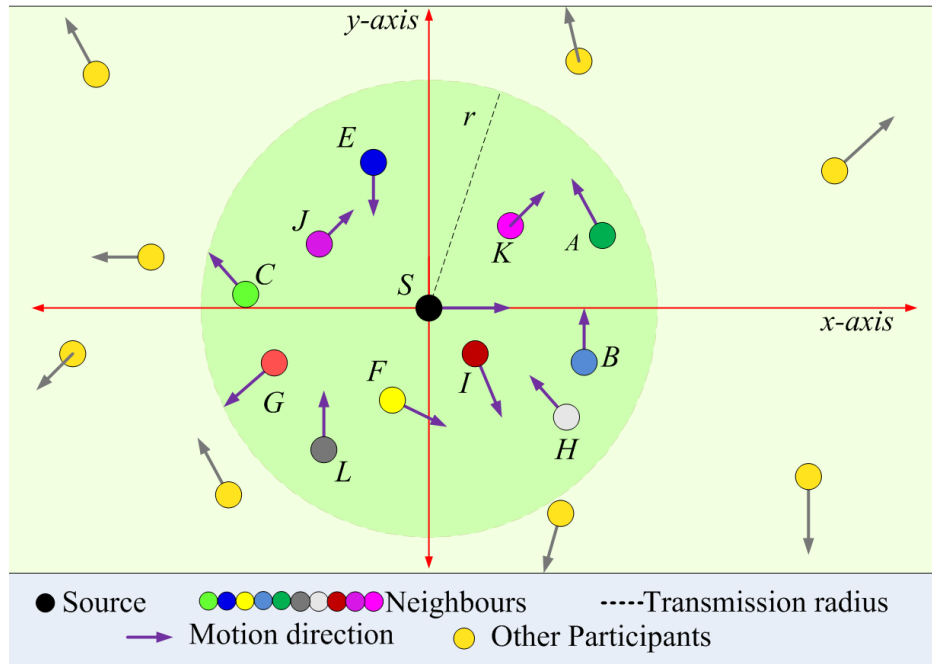 y-axis
r
E
J
K
A
C
S
x-axis
B
F
I
G
H
L
Source
Neighbours
Transmission radius
Motion direction
Other Participants